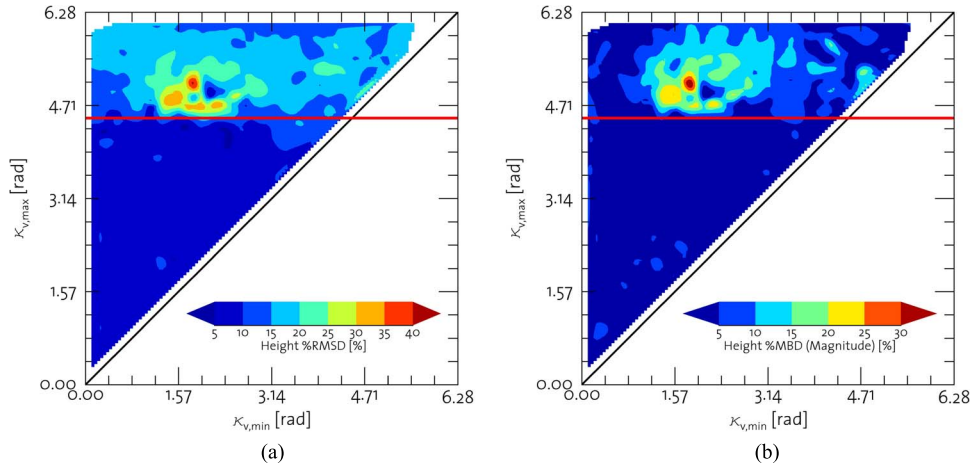 6.28
4.71
3.14
1.57
0.00
κv,max [rad]
5 10 15 20 25 30 35 40
Height %RMSD [%]
0.00 1.57 3.14 4.71 6.28
κv,min [rad]
(a)
6.28
4.71
3.14
1.57
0.00
κv,max [rad]
5 10 15 20 25 30
Height %MBD (Magnitude) [%]
0.00 1.57 3.14 4.71 6.28
κv,min [rad]
(b)